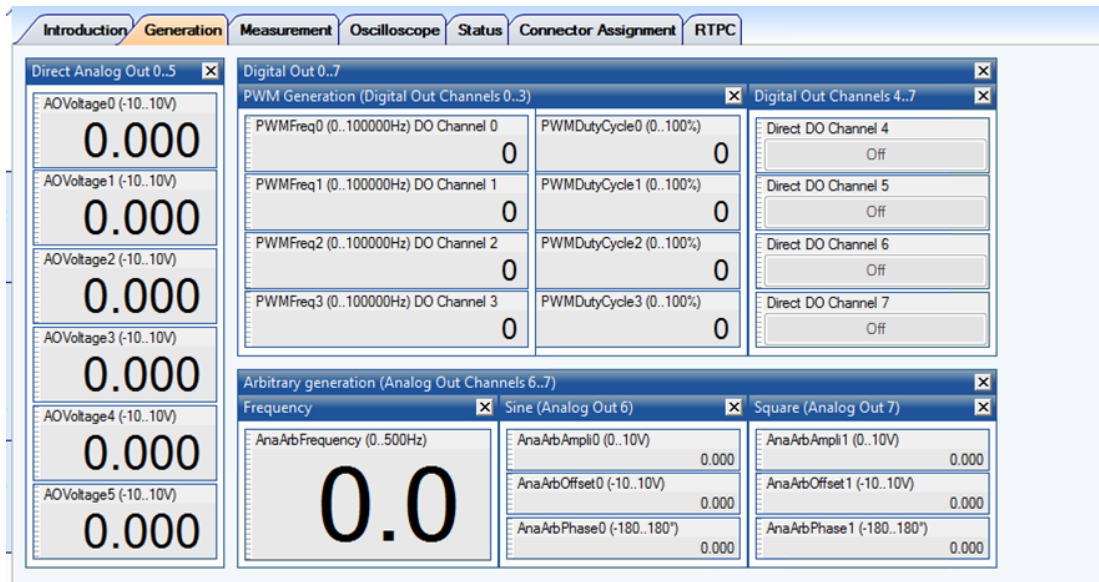 Introduction Generation Measurement Oscilloscope Status Connector Assignment RTPC
Direct Analog Out 0..5
AOVoltage0 (-10..10V)
0.000
AOVoltage1 (-10..10V)
0.000
AOVoltage2 (-10..10V)
0.000
AOVoltage3 (-10..10V)
0.000
AOVoltage4 (-10..10V)
0.000
AOVoltage5 (-10..10V)
0.000
Digital Out 0..7
PWM Generation (Digital Out Channels 0..3)
PWMFreq0 (0..100000Hz) DO Channel 0
0
PWMDutyCycle0 (0..100%)
0
PWMFreq1 (0..100000Hz) DO Channel 1
0
PWMDutyCycle1 (0..100%)
0
PWMFreq2 (0..100000Hz) DO Channel 2
0
PWMDutyCycle2 (0..100%)
0
PWMFreq3 (0..100000Hz) DO Channel 3
0
PWMDutyCycle3 (0..100%)
0
Digital Out Channels 4..7
Direct DO Channel 4
Off
Direct DO Channel 5
Off
Direct DO Channel 6
Off
Direct DO Channel 7
Off
Arbitrary generation (Analog Out Channels 6..7)
Frequency
AnaArbFrequency (0..500Hz)
0.0
Sine (Analog Out 6)
AnaArbAmpli0 (0..10V)
0.000
AnaArbOffset0 (-10..10V)
0.000
AnaArbPhase0 (-180..180°)
0.000
Square (Analog Out 7)
AnaArbAmpli1 (0..10V)
0.000
AnaArbOffset1 (-10..10V)
0.000
AnaArbPhase1 (-180..180°)
0.000